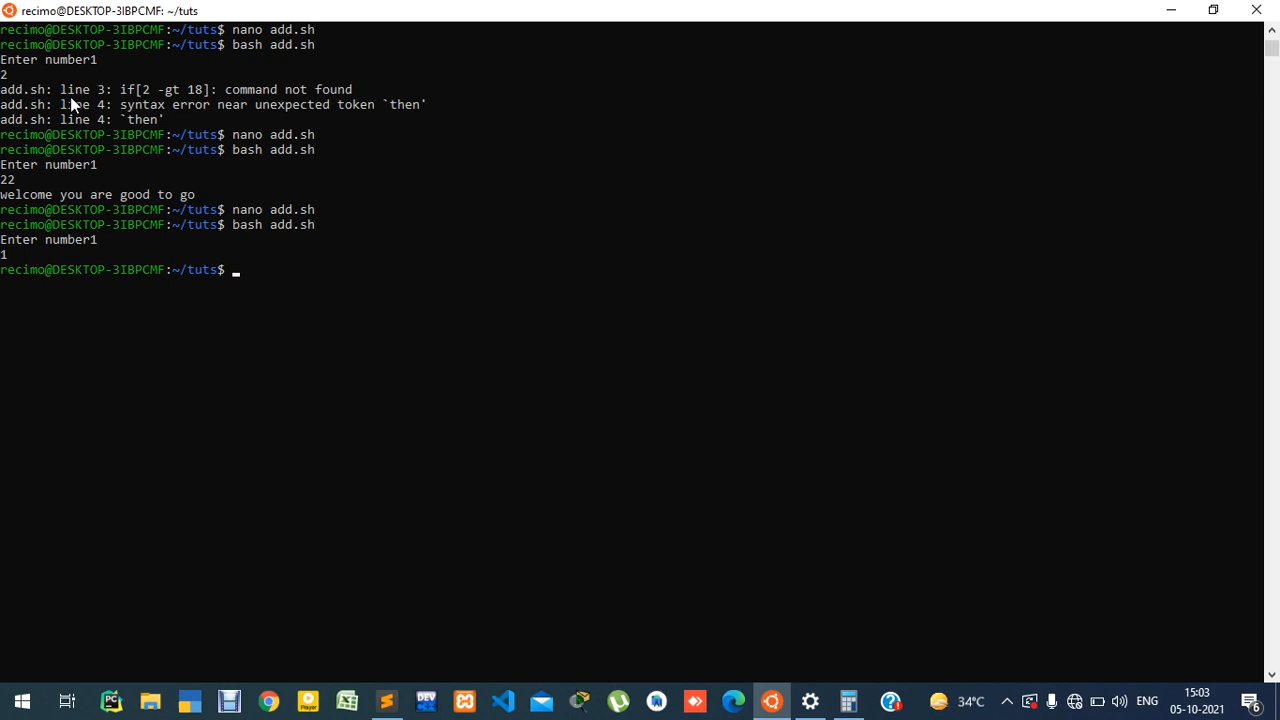 recimo@DESKTOP-3IBPCMF: ~/tuts
recimo@DESKTOP-3IBPCMF:~/tuts$ nano add.sh
recimo@DESKTOP-3IBPCMF:~/tuts$ bash add.sh
Enter number1
2
add.sh: line 3: if[2 -gt 18]: command not found
add.sh: line 4: syntax error near unexpected token `then'
add.sh: line 4: `then'
recimo@DESKTOP-3IBPCMF:~/tuts$ nano add.sh
recimo@DESKTOP-3IBPCMF:~/tuts$ bash add.sh
Enter number1
22
welcome you are good to go
recimo@DESKTOP-3IBPCMF:~/tuts$ nano add.sh
recimo@DESKTOP-3IBPCMF:~/tuts$ bash add.sh
Enter number1
1
recimo@DESKTOP-3IBPCMF:~/tuts$
PC
Player
DEV
34°C
ENG
15:03
05-10-2021
6